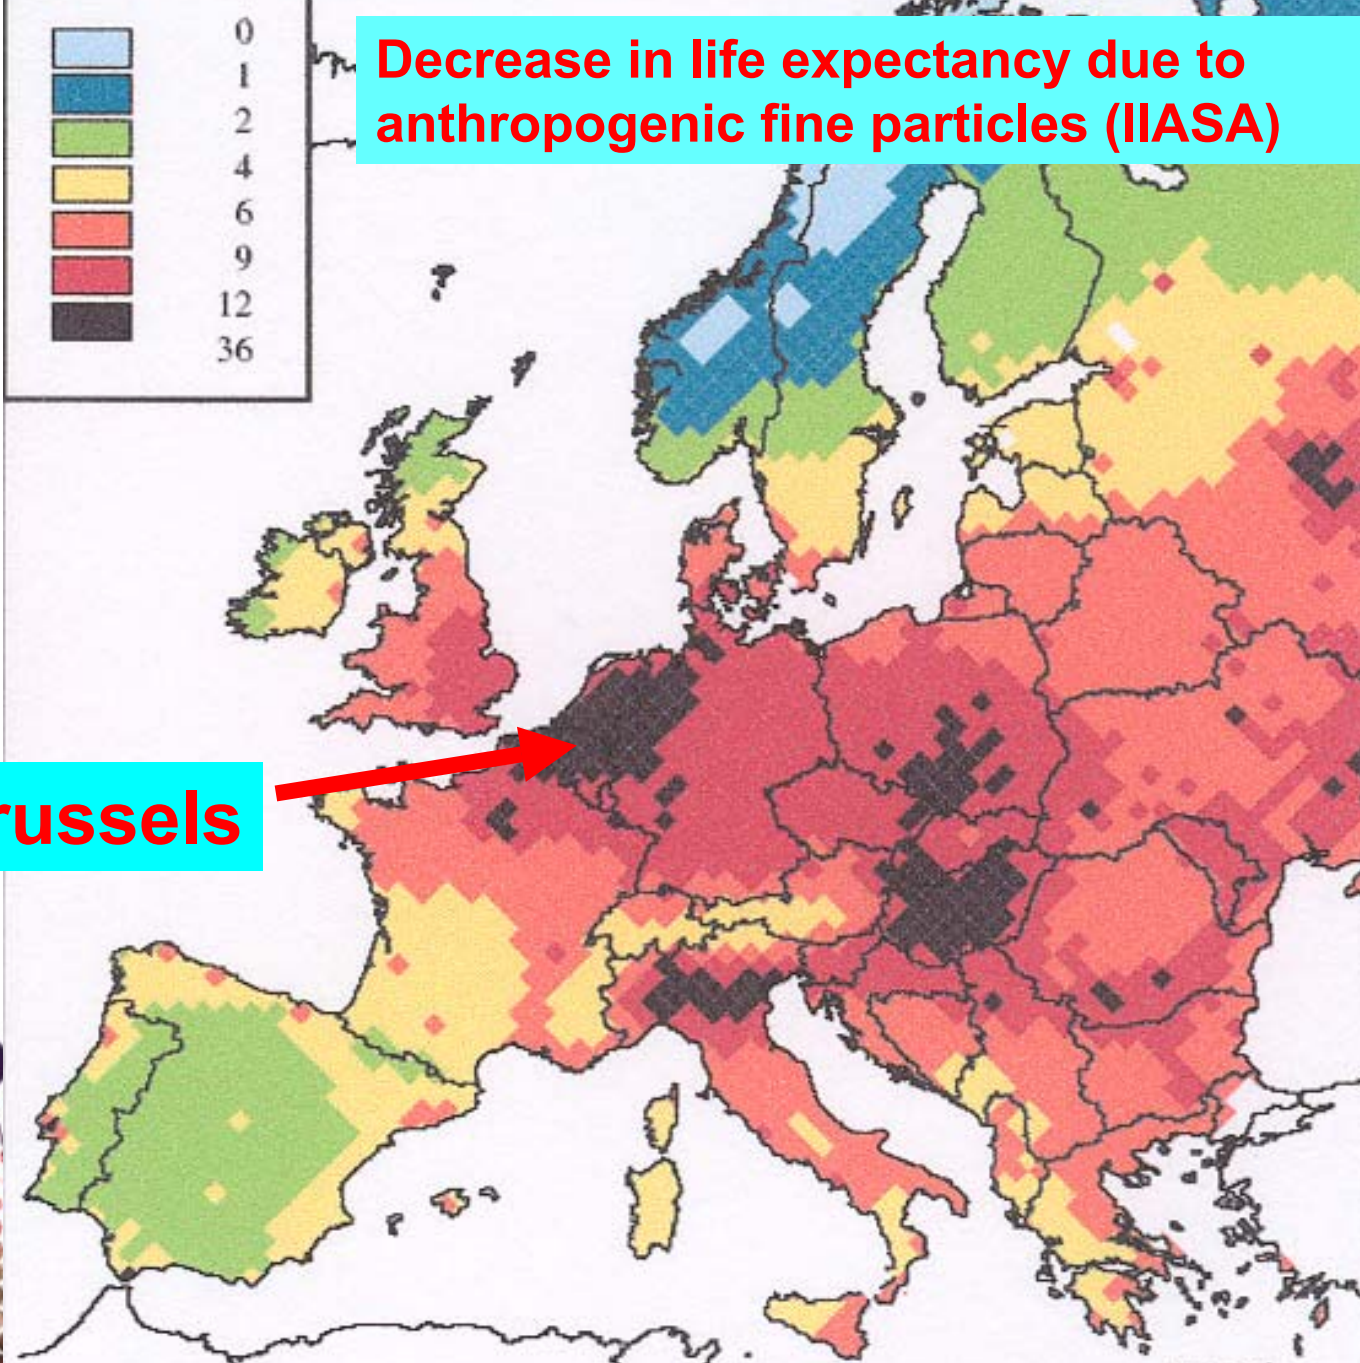 0
1
2
4
6
9
12
36
Decrease in life expectancy due to
anthropogenic fine particles (IIASA)
russels